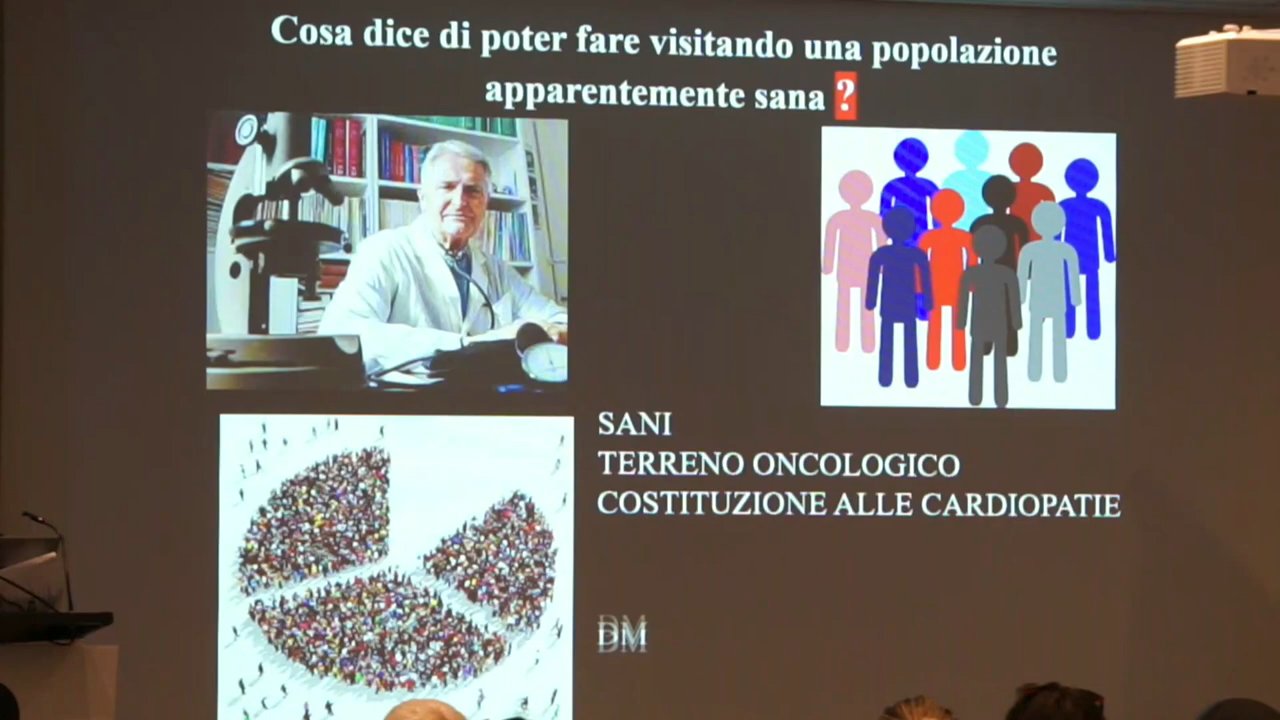 Cosa dice di poter fare visitando una popolazione
apparentemente sana ?
SANI
TERRENO ONCOLOGICO
COSTITUZIONE ALLE CARDIOPATIE
DM